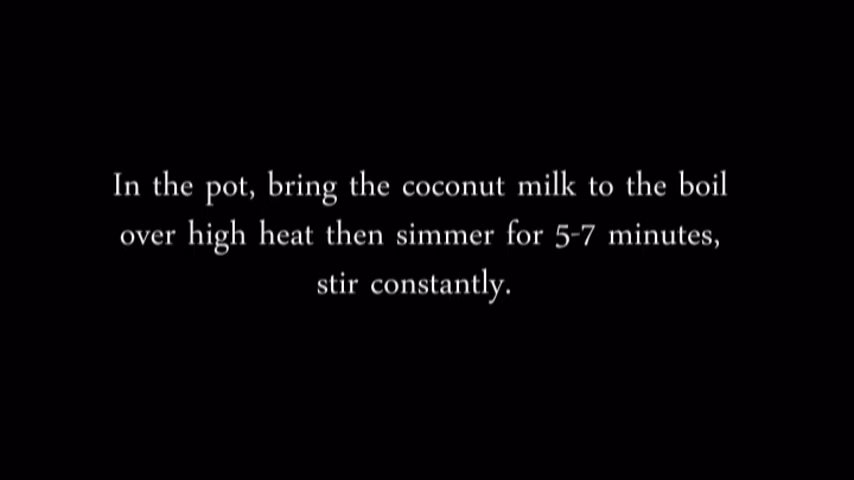 In the pot, bring the coconut milk to the boil
over high heat then simmer for 5-7 minutes,
stir constantly.